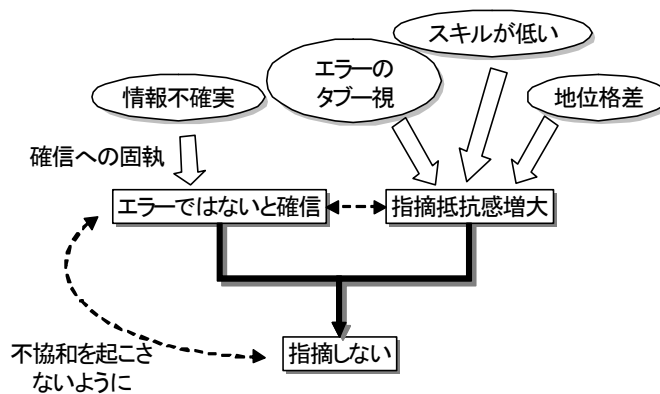 スキルが低い
エラーの
タブー視
情報不確実
地位格差
確信への固執
エラーではないと確信
指摘抵抗感増大
不協和を起こさ
ないように
指摘しない